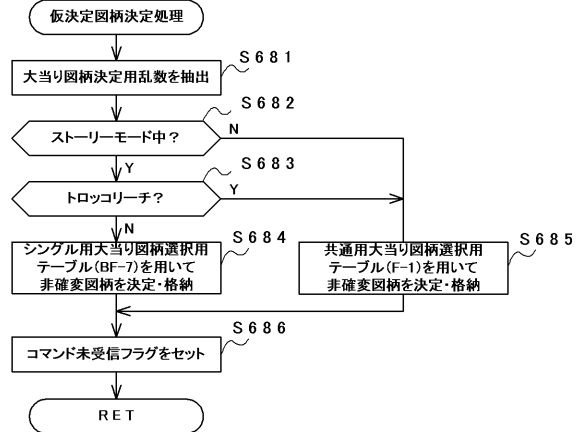 仮決定図柄決定処理
S681
大当り図柄決定用乱数を抽出
S682
ストーリーモード中?
N
Y
S683
トロッコリーチ?
Y
N
S684
シングル用大当り図柄選択用
テーブル(BF-7)を用いて
非確変図柄を決定・格納
S685
共通用大当り図柄選択用
テーブル(F-1)を用いて
非確変図柄を決定・格納
S686
コマンド未受信フラグをセット
RET